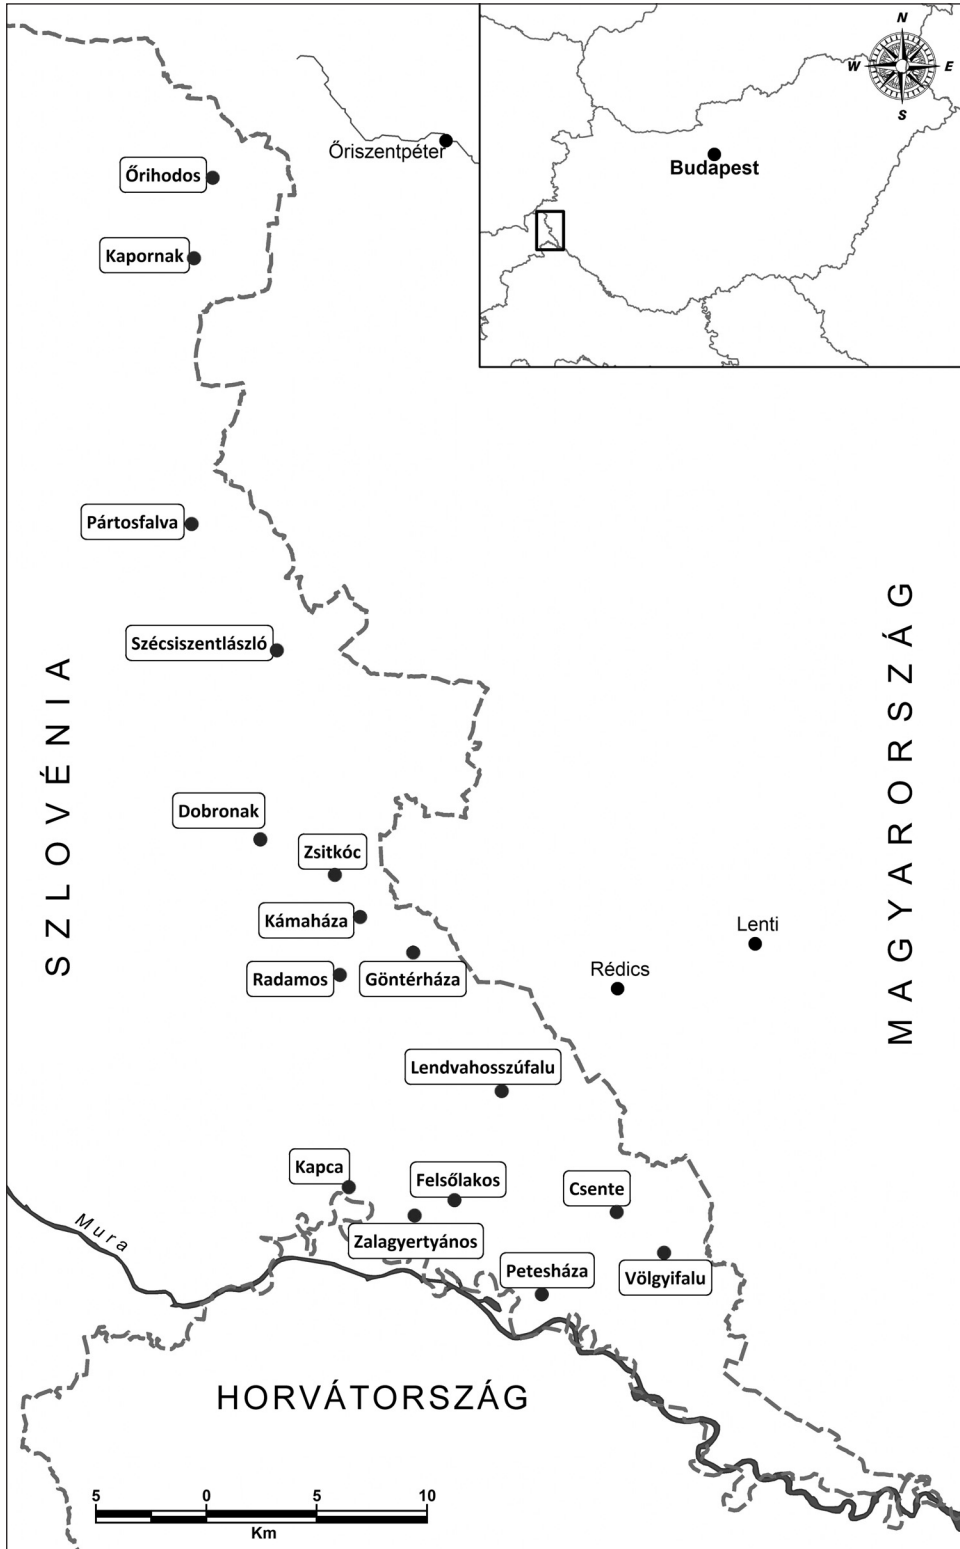 N
W
E
S
Őriszentpéter
Budapest
Őrihodos
Kapornak
Pártosfalva
Szécsiszentlászló
SZLOVÉNIA
MAGYARORSZÁG
Dobronak
Zsitkóc
Kámaháza
Lenti
Radamos
Göntérháza
Rédics
Lendvahosszúfalu
Kapca
Felsőlakos
Csente
Mura
Zalagyertyános
Petesháza
Völgyifalu
HORVÁTORSZÁG
5 0 5 10
Km